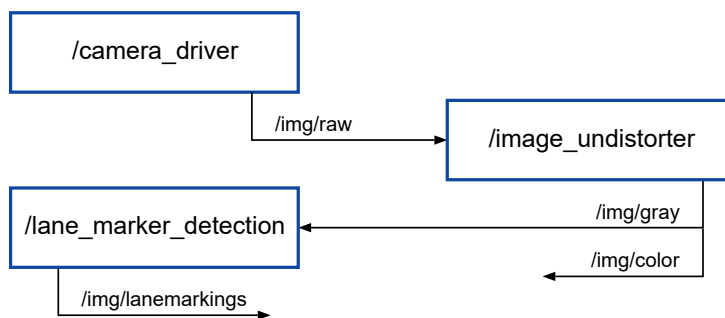 /camera_driver
/img/raw
/image_undistorter
/lane_marker_detection
/img/gray
/img/color
/img/lanemarkings